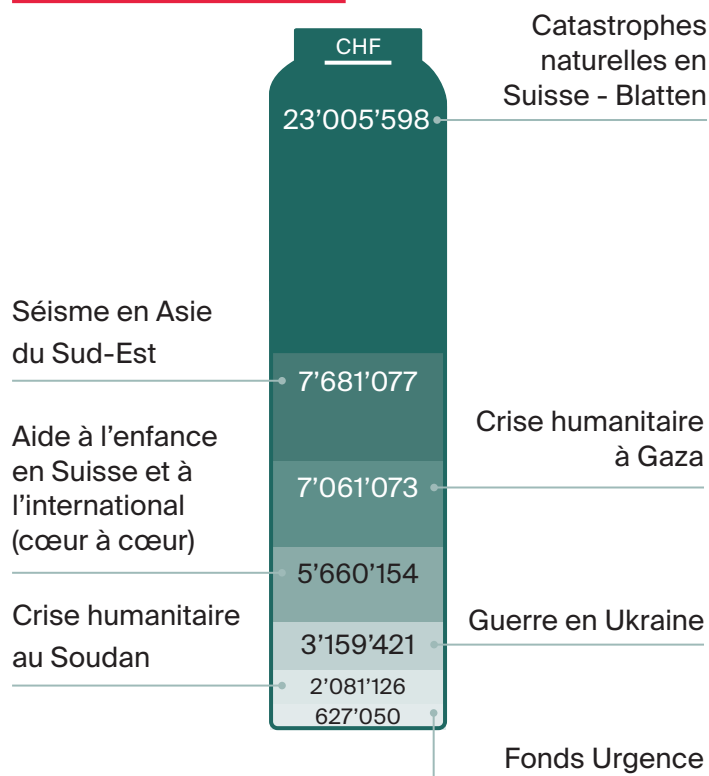 CHF
Catastrophes
naturelles en
Suisse - Blatten
23’005’598
Séisme en Asie
du Sud-Est
7’681’077
Crise humanitaire
à Gaza
7’061’073
Aide à l’enfance
en Suisse et à
l’international
(cœur à cœur)
5’660’154
Guerre en Ukraine
3’159’421
Crise humanitaire
au Soudan
2’081’126
627’050
Fonds Urgence